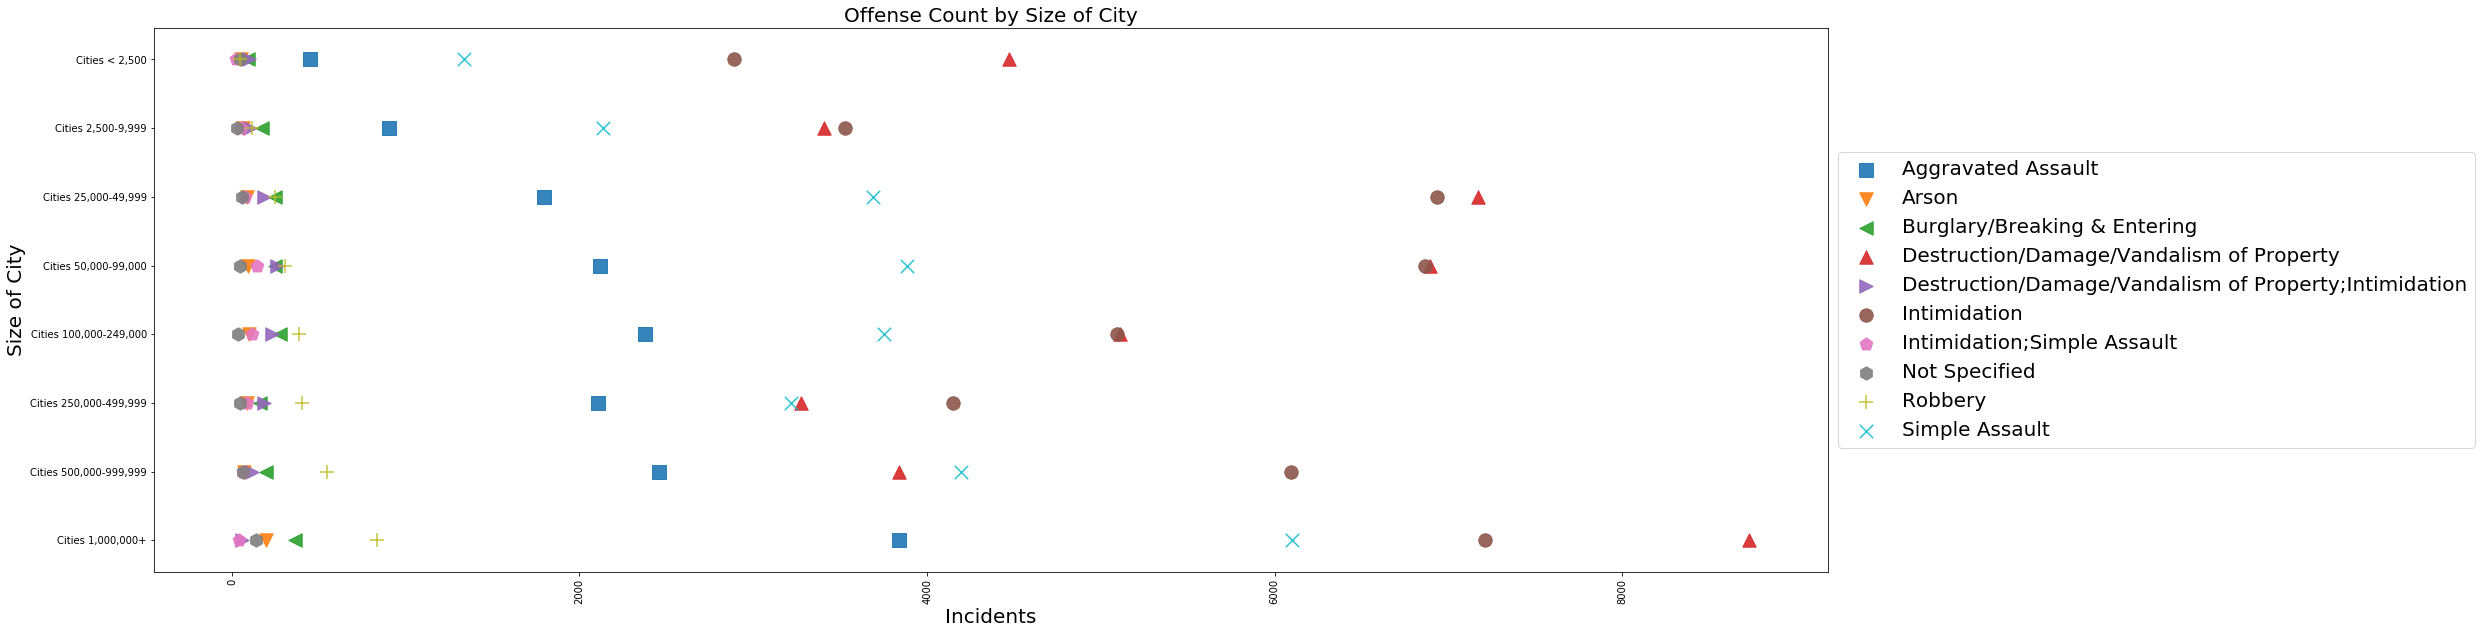 Offense Count by Size of City
Size of City
Cities < 2,500
Cities 2,500-9,999
Cities 25,000-49,999
Cities 50,000-99,000
Cities 100,000-249,000
Cities 250,000-499,999
Cities 500,000-999,999
Cities 1,000,000+
0
2000
4000
6000
8000
Incidents
Aggravated Assault
Arson
Burglary/Breaking & Entering
Destruction/Damage/Vandalism of Property
Destruction/Damage/Vandalism of Property;Intimidation
Intimidation
Intimidation;Simple Assault
Not Specified
Robbery
Simple Assault